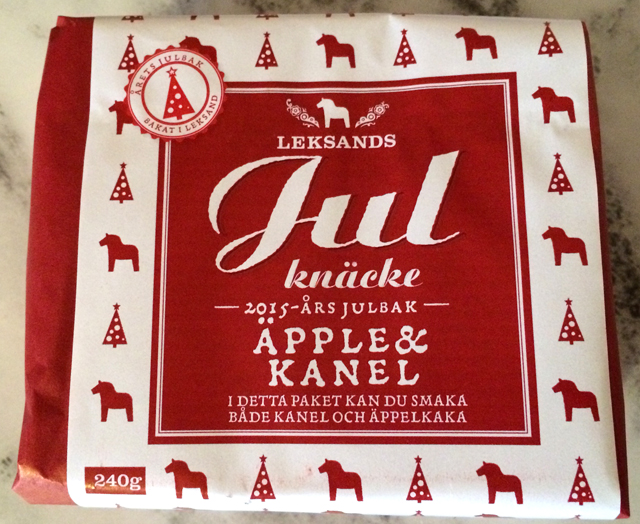 ÅRETS JULBAK
BAKAT I LEKSAND
LEKSANDS
Jul
knäcke
2015-ÅRS JULBAK
ÄPPLE &
KANEL
I DETTA PAKET KAN DU SMAKA
BÅDE KANEL OCH ÄPPELKAKA
240g